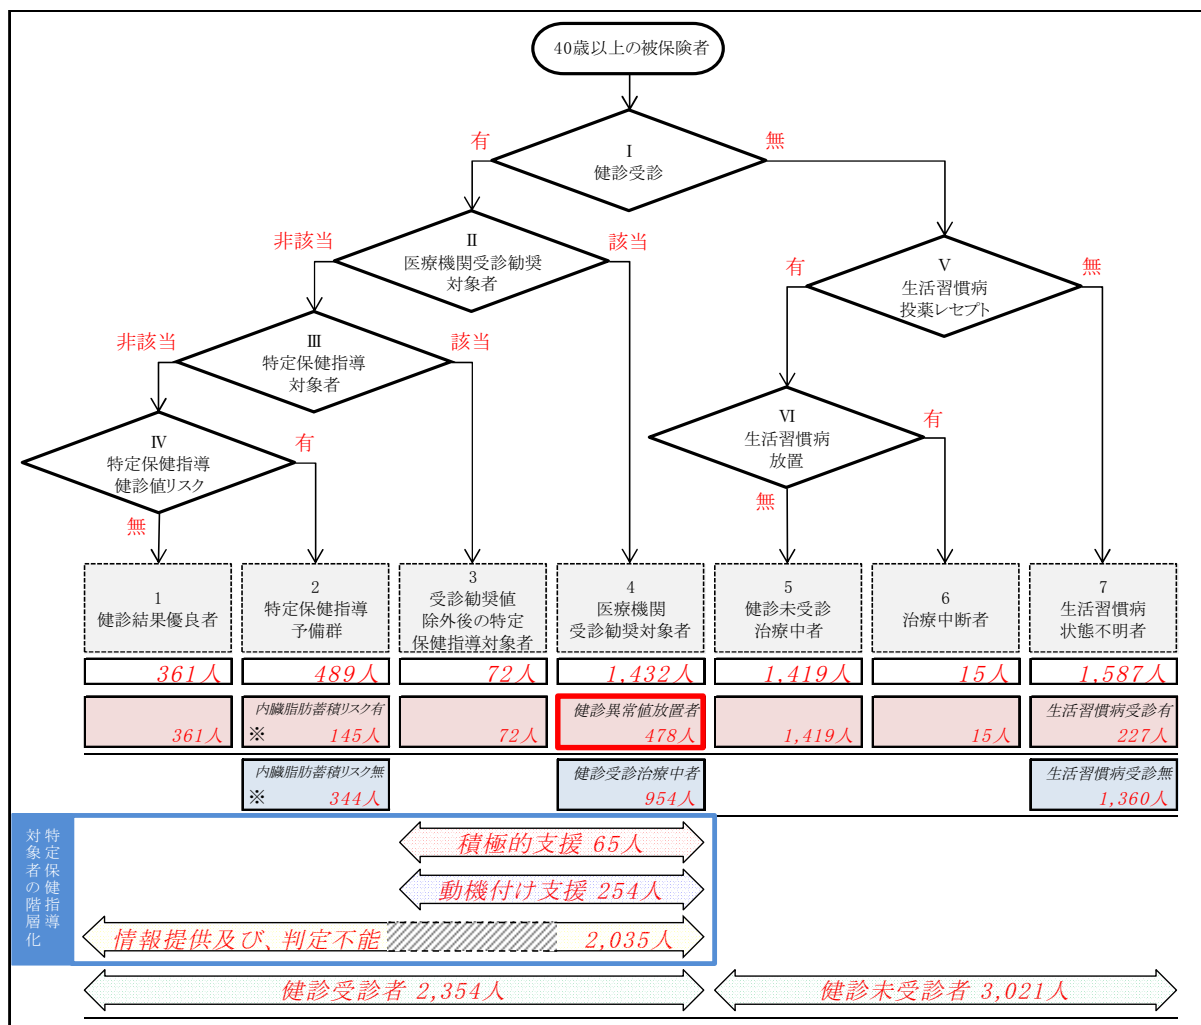 40歳以上の被保険者
有
Ⅰ
健診受診
無
非該当
Ⅱ
医療機関受診勧奨
対象者
該当
有
Ⅴ
生活習慣病
投薬レセプト
無
非該当
Ⅲ
特定保健指導
対象者
該当
Ⅳ
特定保健指導
健診値リスク
有
無
Ⅵ
生活習慣病
放置
有
無
1
健診結果優良者
2
特定保健指導
予備群
3
受診勧奨値
除外後の特定
保健指導対象者
4
医療機関
受診勧奨対象者
5
健診未受診
治療中者
6
治療中断者
7
生活習慣病
状態不明者
361人
489人
72人
1,432人
1,419人
15人
1,587人
361人
内臓脂肪蓄積リスク有
※ 145人
72人
健診異常値放置者
478人
1,419人
15人
生活習慣病受診有
227人
内臓脂肪蓄積リスク無
※ 344人
健診受診治療中者
954人
生活習慣病受診無
1,360人
特定保健指導
対象者の階層化
積極的支援 65人
動機付け支援 254人
情報提供及び、判定不能 2,035人
健診受診者 2,354人
健診未受診者 3,021人